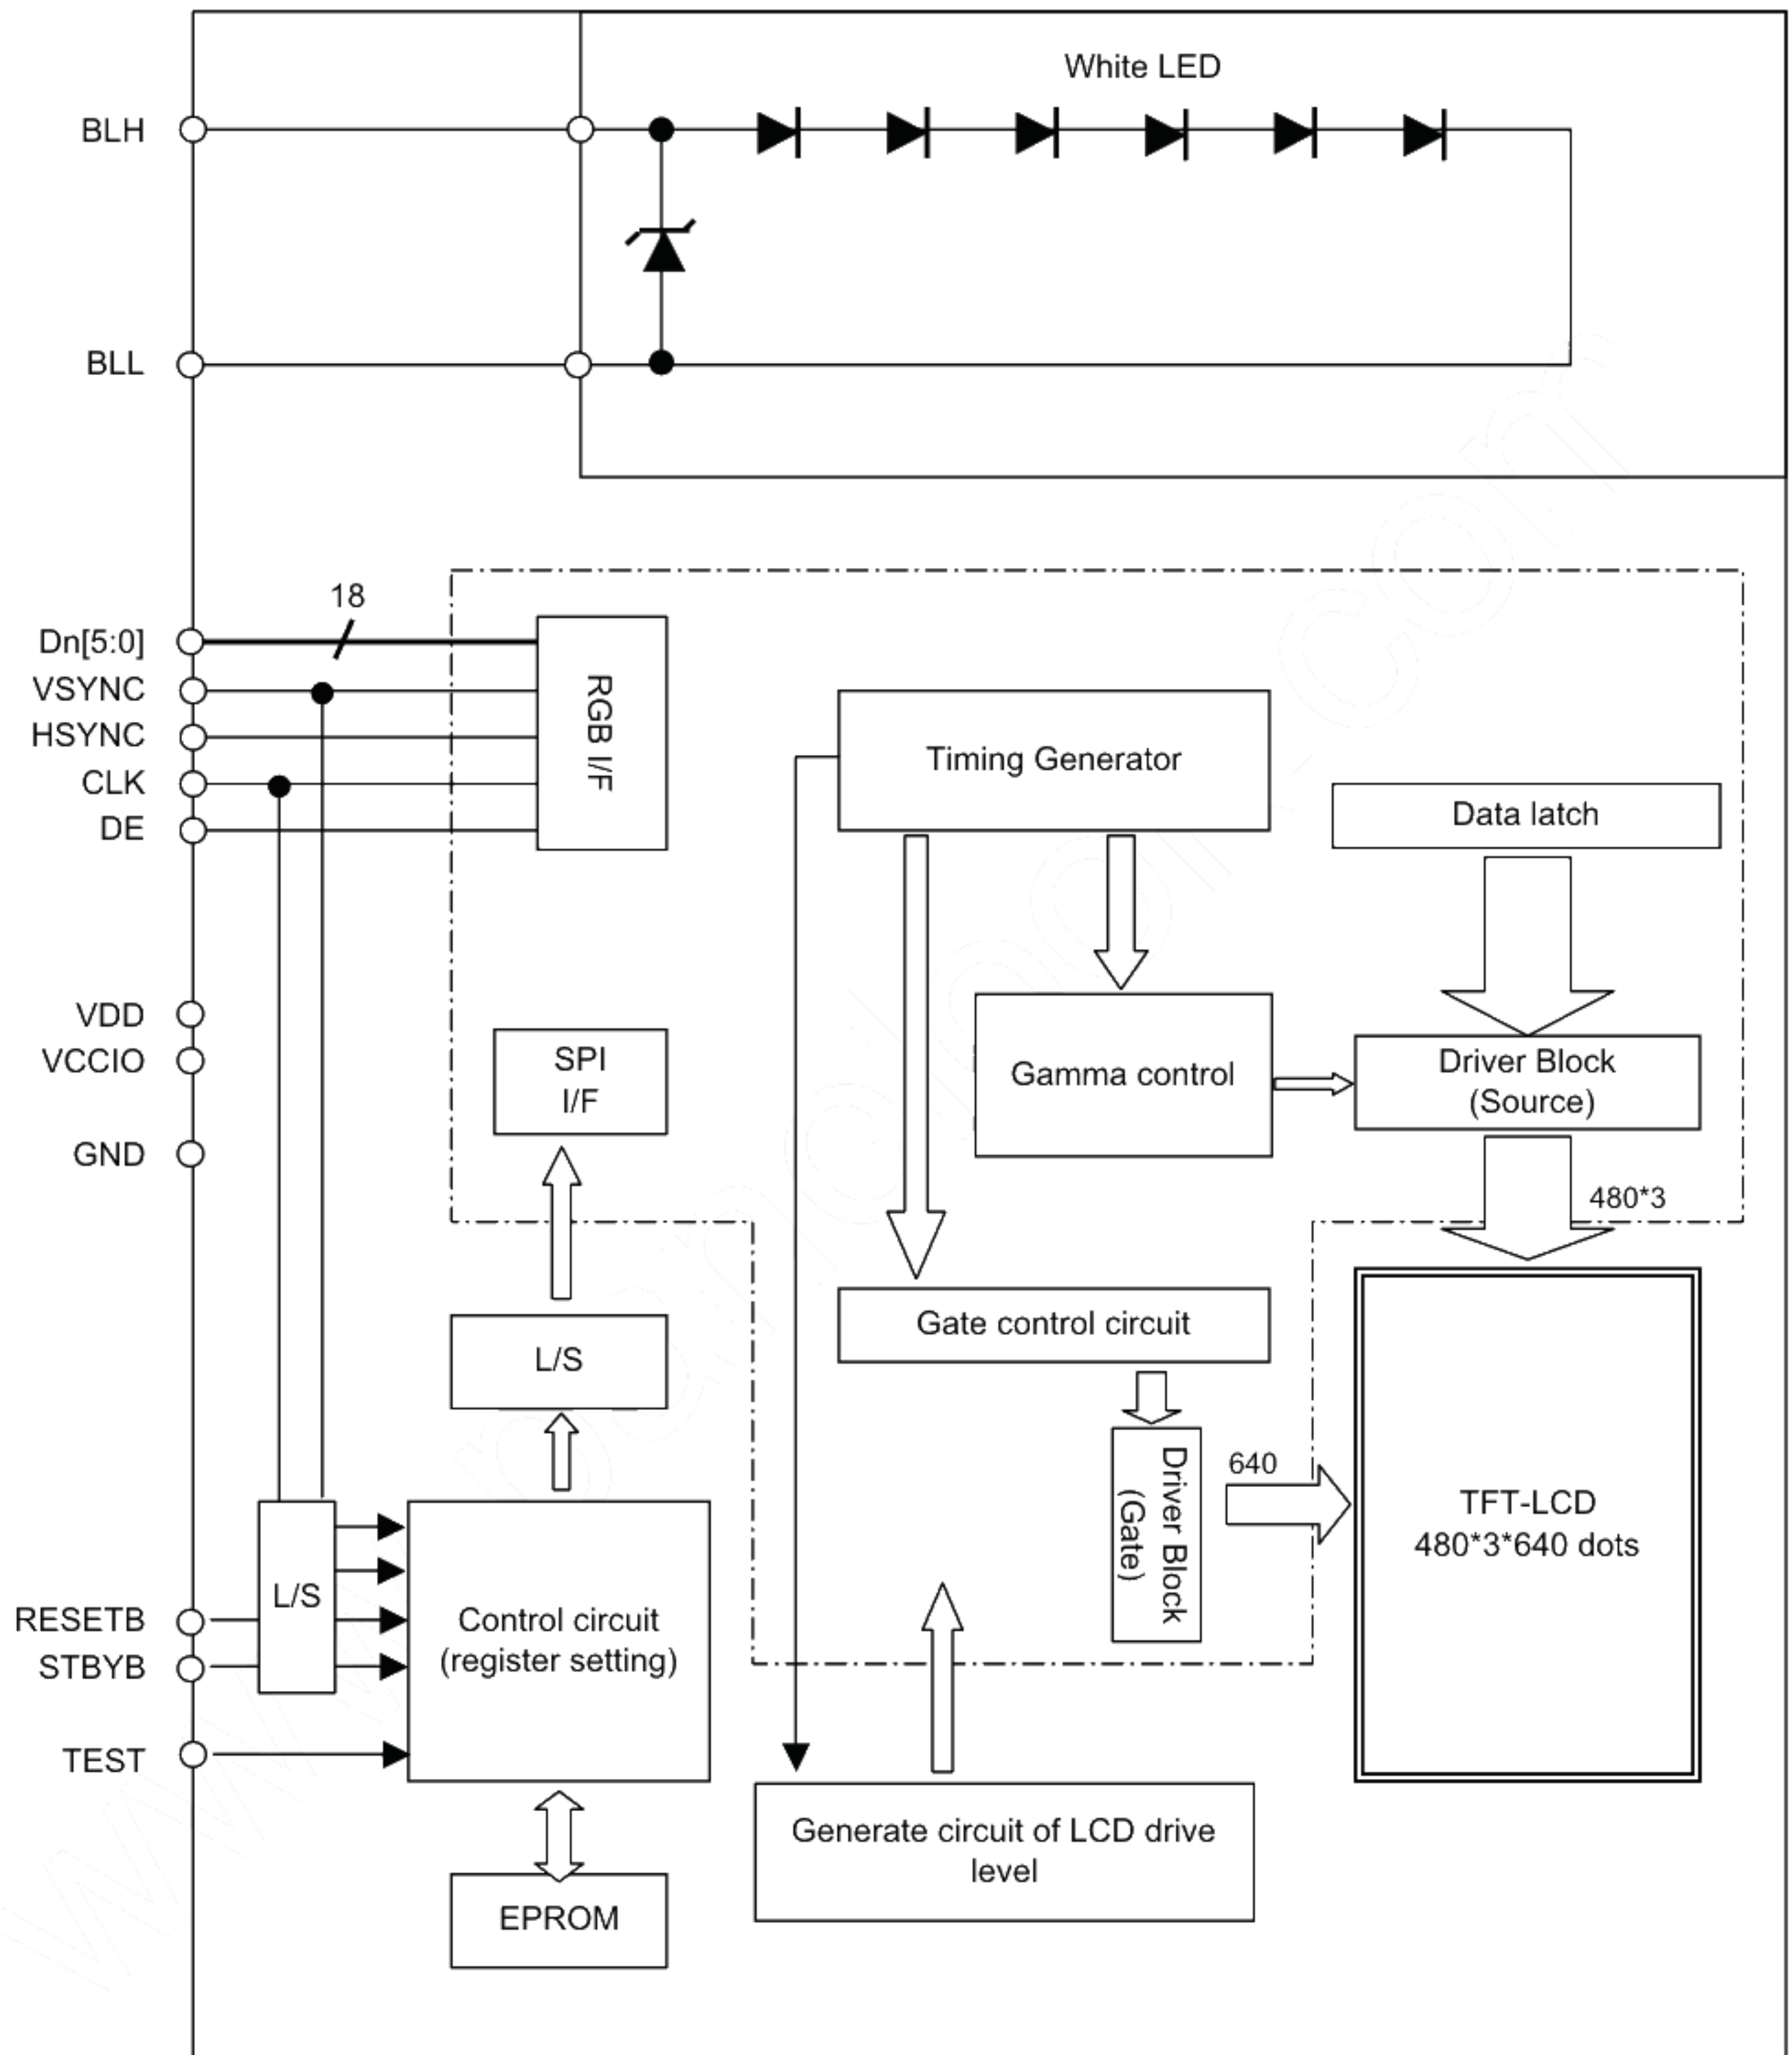 White LED
BLH
BLL
18
Dn[5:0]
VSYNC
HSYNC
CLK
DE
RGB I/F
Timing Generator
Data latch
VDD
VCCIO
GND
SPI
I/F
Gamma control
Driver Block
(Source)
480*3
L/S
Gate control circuit
Driver Block
(Gate)
640
TFT-LCD
480*3*640 dots
L/S
RESETB
STBYB
TEST
Control circuit
(register setting)
Generate circuit of LCD drive
level
EPROM